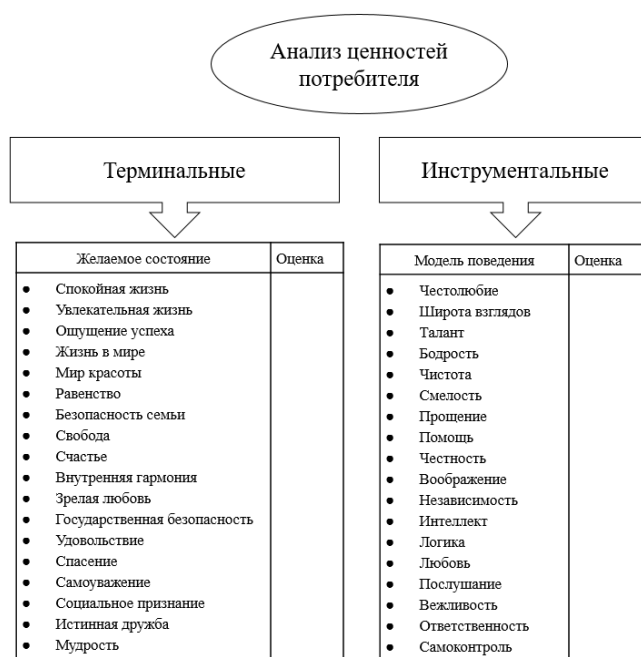 Анализ ценностей
потребителя
Терминальные
Желаемое состояние
Оценка
● Спокойная жизнь
● Увлекательная жизнь
● Ощущение успеха
● Жизнь в мире
● Мир красоты
● Равенство
● Безопасность семьи
● Свобода
● Счастье
● Внутренняя гармония
● Зрелая любовь
● Государственная безопасность
● Удовольствие
● Спасение
● Самоуважение
● Социальное признание
● Истинная дружба
● Мудрость
Инструментальные
Модель поведения
Оценка
● Честолюбие
● Широта взглядов
● Талант
● Бодрость
● Чистота
● Смелость
● Прощение
● Помощь
● Честность
● Воображение
● Независимость
● Интеллект
● Логика
● Любовь
● Послушание
● Вежливость
● Ответственность
● Самоконтроль